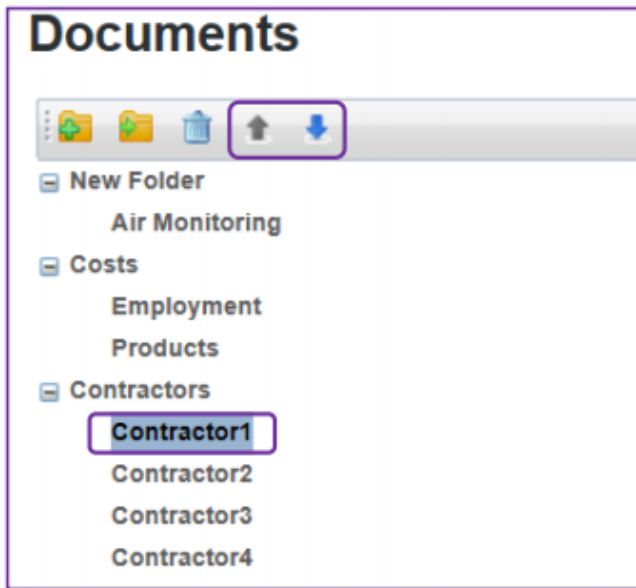 Documents
New Folder
Air Monitoring
Costs
Employment
Products
Contractors
Contractor1
Contractor2
Contractor3
Contractor4